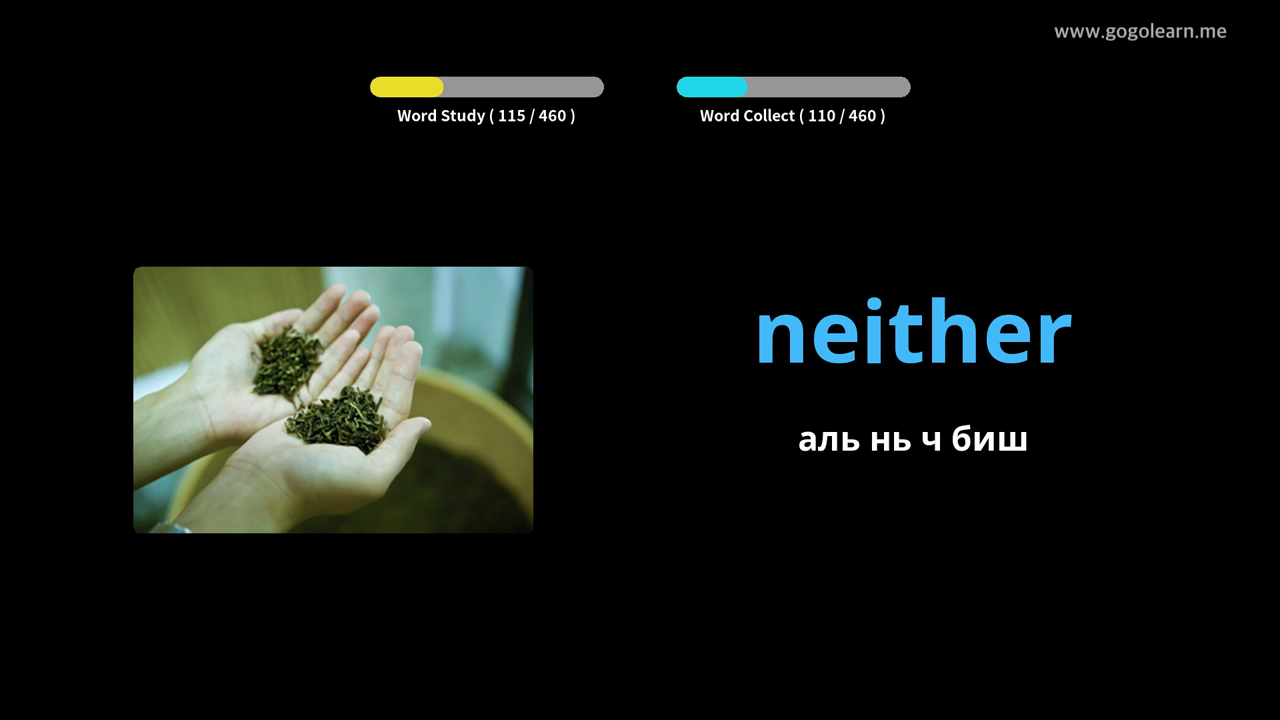 www.gogolearn.me
Word Study ( 115 / 460 )
Word Collect ( 110 / 460 )
neither
аль нь ч биш